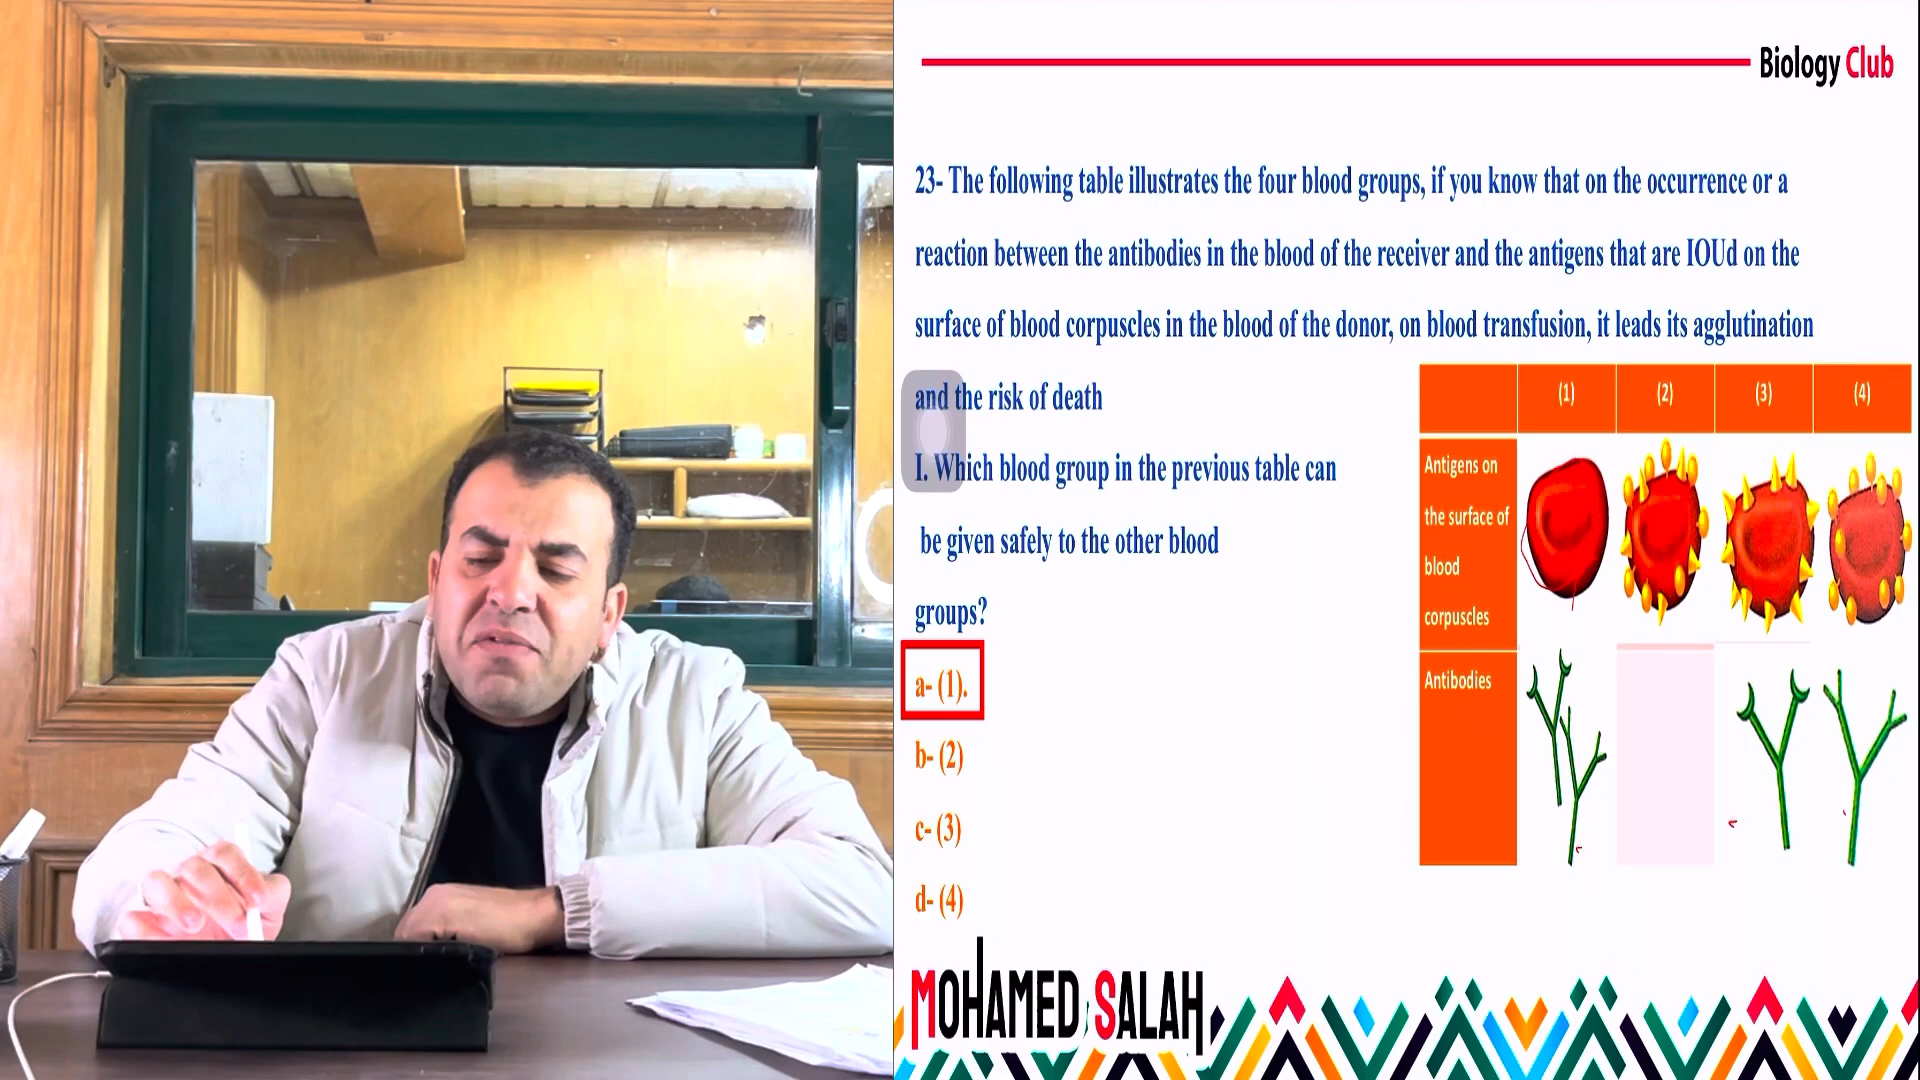 Biology Club
23- The following table illustrates the four blood groups, if you know that on the occurrence or a
reaction between the antibodies in the blood of the receiver and the antigens that are IOUd on the
surface of blood corpuscles in the blood of the donor, on blood transfusion, it leads its agglutination
and the risk of death
I. Which blood group in the previous table can
be given safely to the other blood
groups?
a- (1).
b- (2)
c- (3)
d- (4)
(1) (2) (3) (4)
Antigens on
the surface of
blood
corpuscles
Antibodies
MOHAMED SALAH